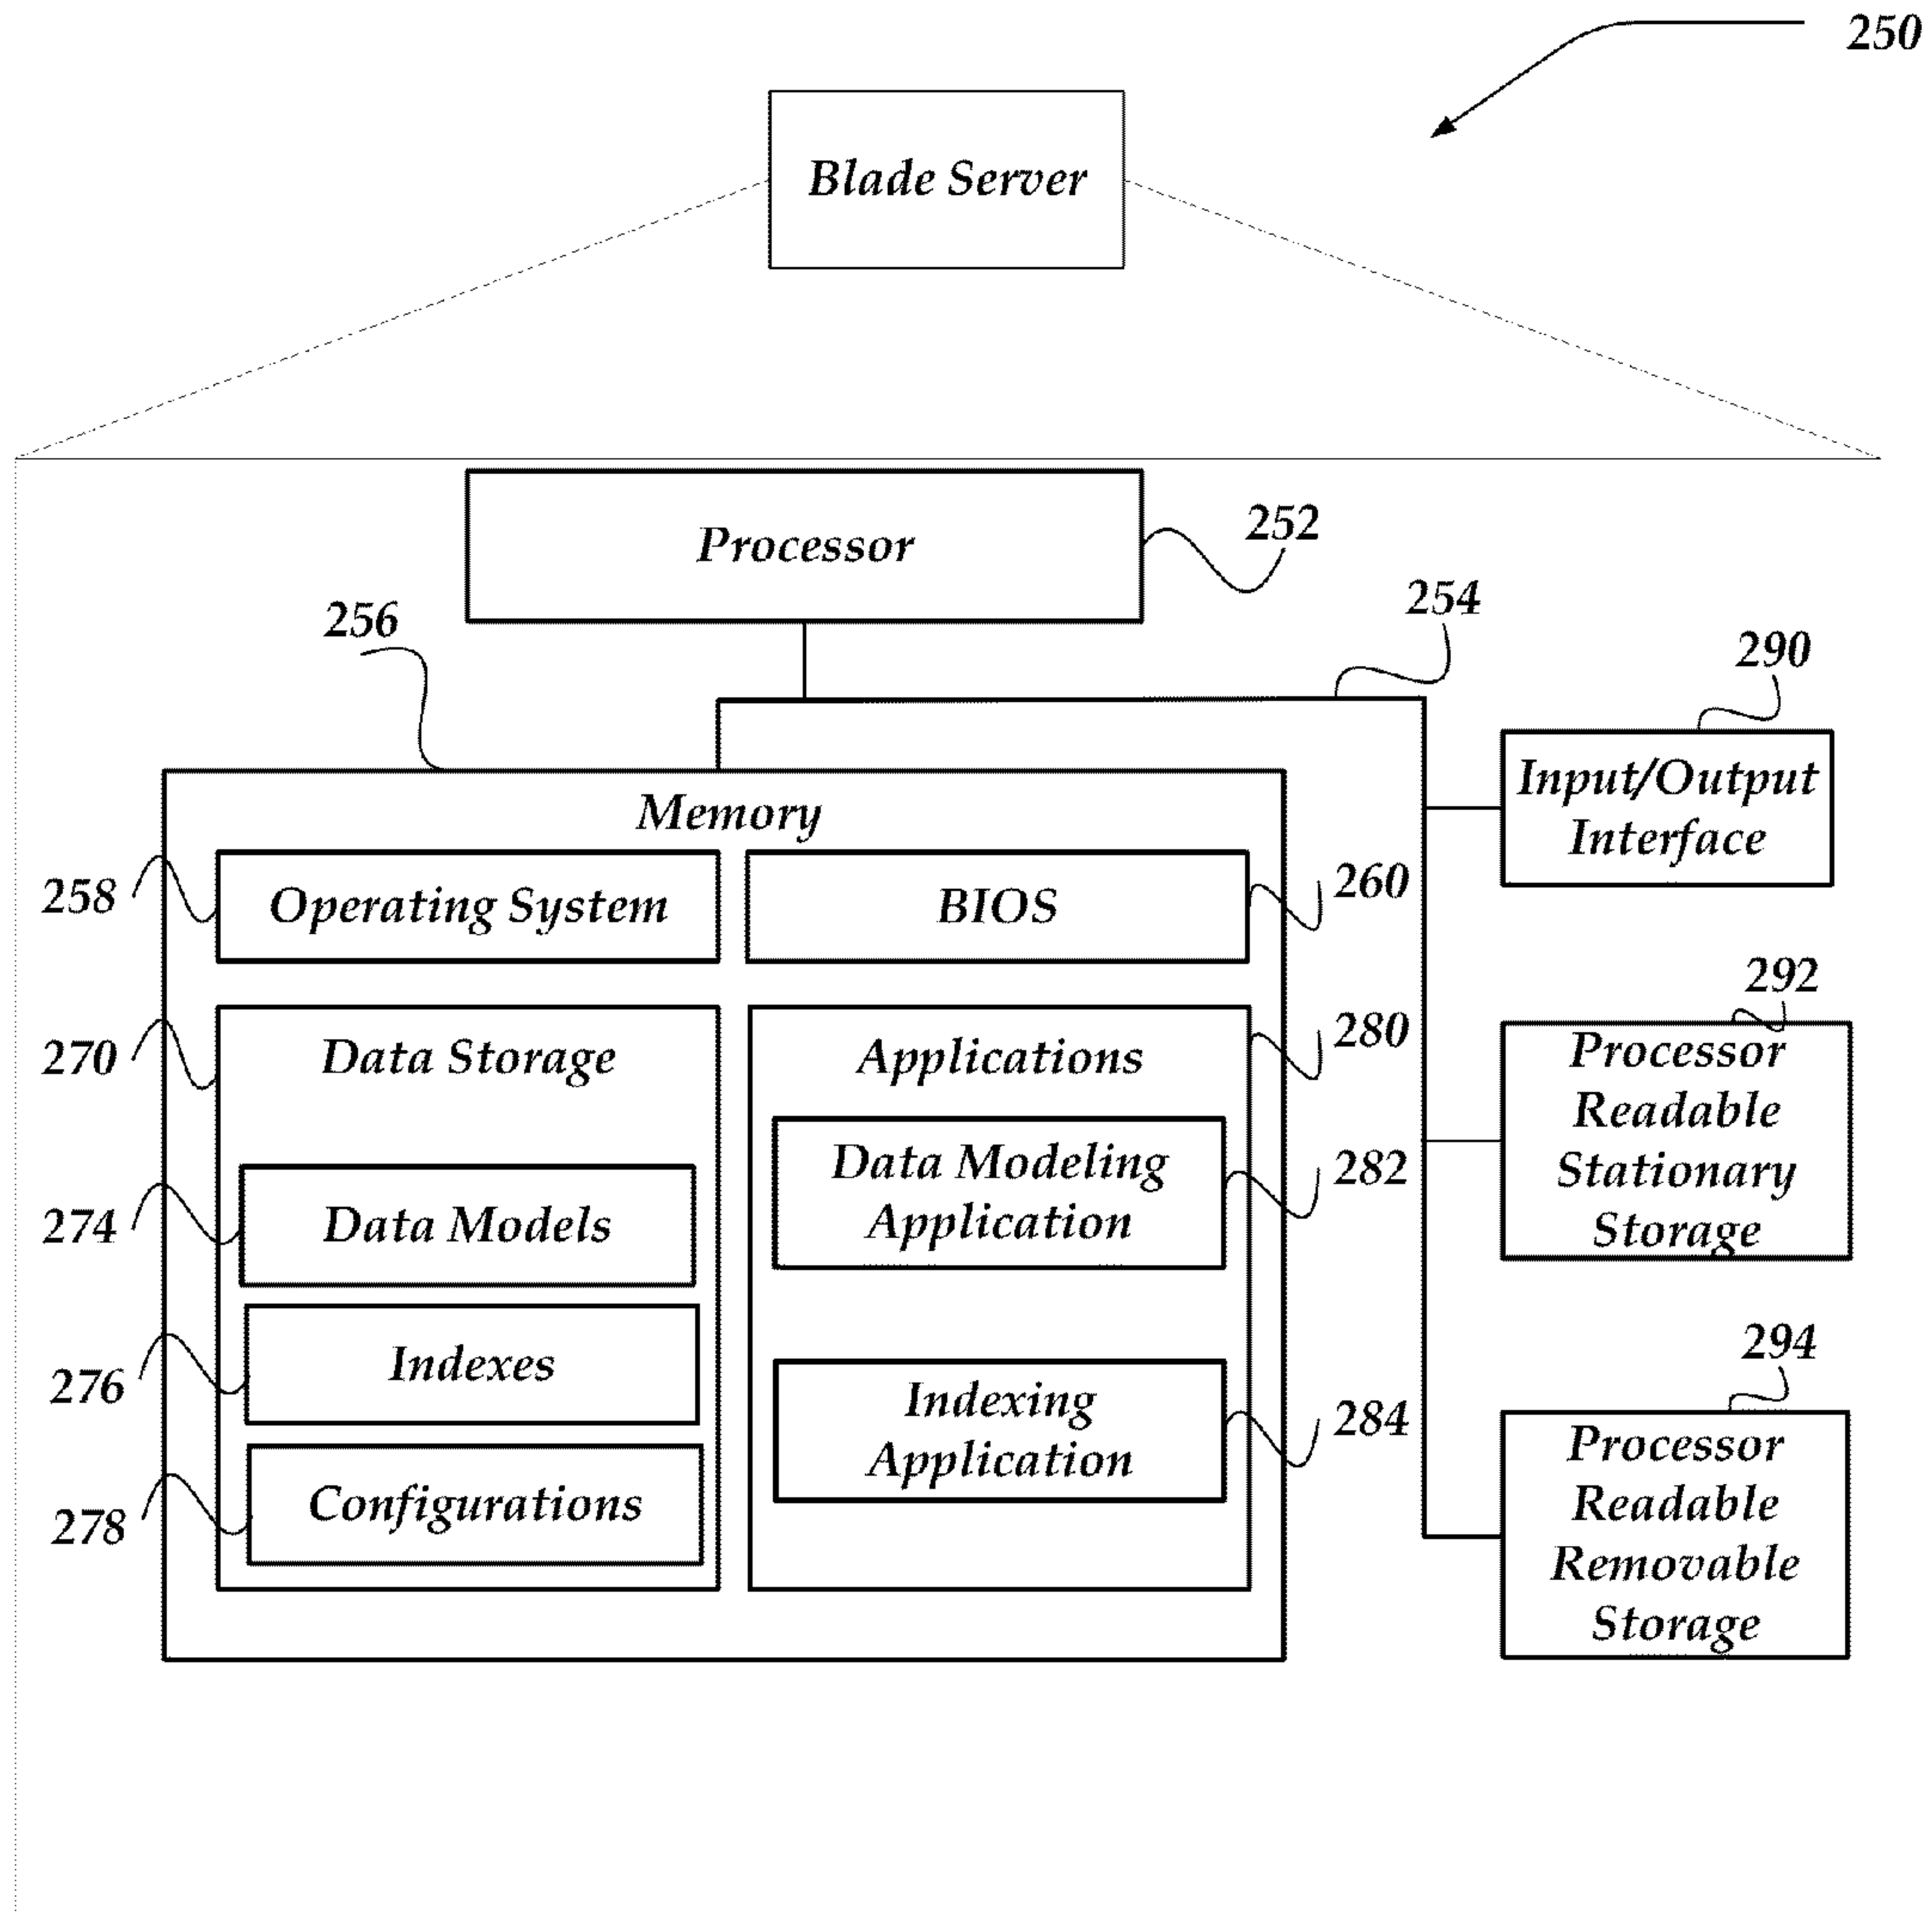 250
Blade Server
Processor
252
256
254
290
Input/Output
Interface
Memory
258
Operating System
BIOS
260
292
Processor
Readable
Stationary
Storage
270
Data Storage
Applications
280
Data Modeling
Application
282
274
Data Models
276
Indexes
Indexing
Application
284
278
Configurations
294
Processor
Readable
Removable
Storage